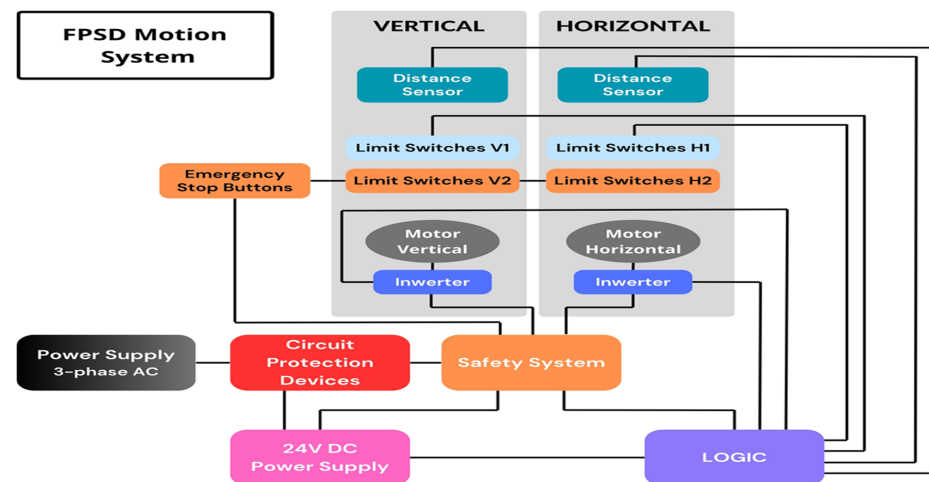 FPSD Motion
System
VERTICAL
HORIZONTAL
Distance
Sensor
Distance
Sensor
Limit Switches V1
Limit Switches H1
Emergency
Stop Buttons
Limit Switches V2
Limit Switches H2
Motor
Vertical
Motor
Horizontal
Inwerter
Inwerter
Power Supply
3-phase AC
Circuit
Protection
Devices
Safety System
24V DC
Power Supply
LOGIC